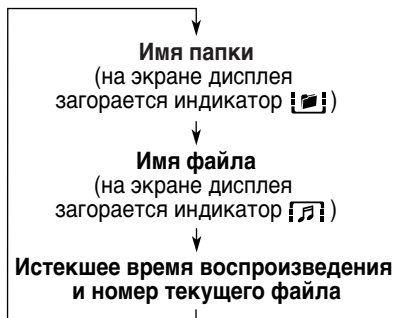 Имя папки
(на экране дисплея
загорается индикатор )
Имя файла
(на экране дисплея
загорается индикатор )
Истекшее время воспроизведения
и номер текущего файла